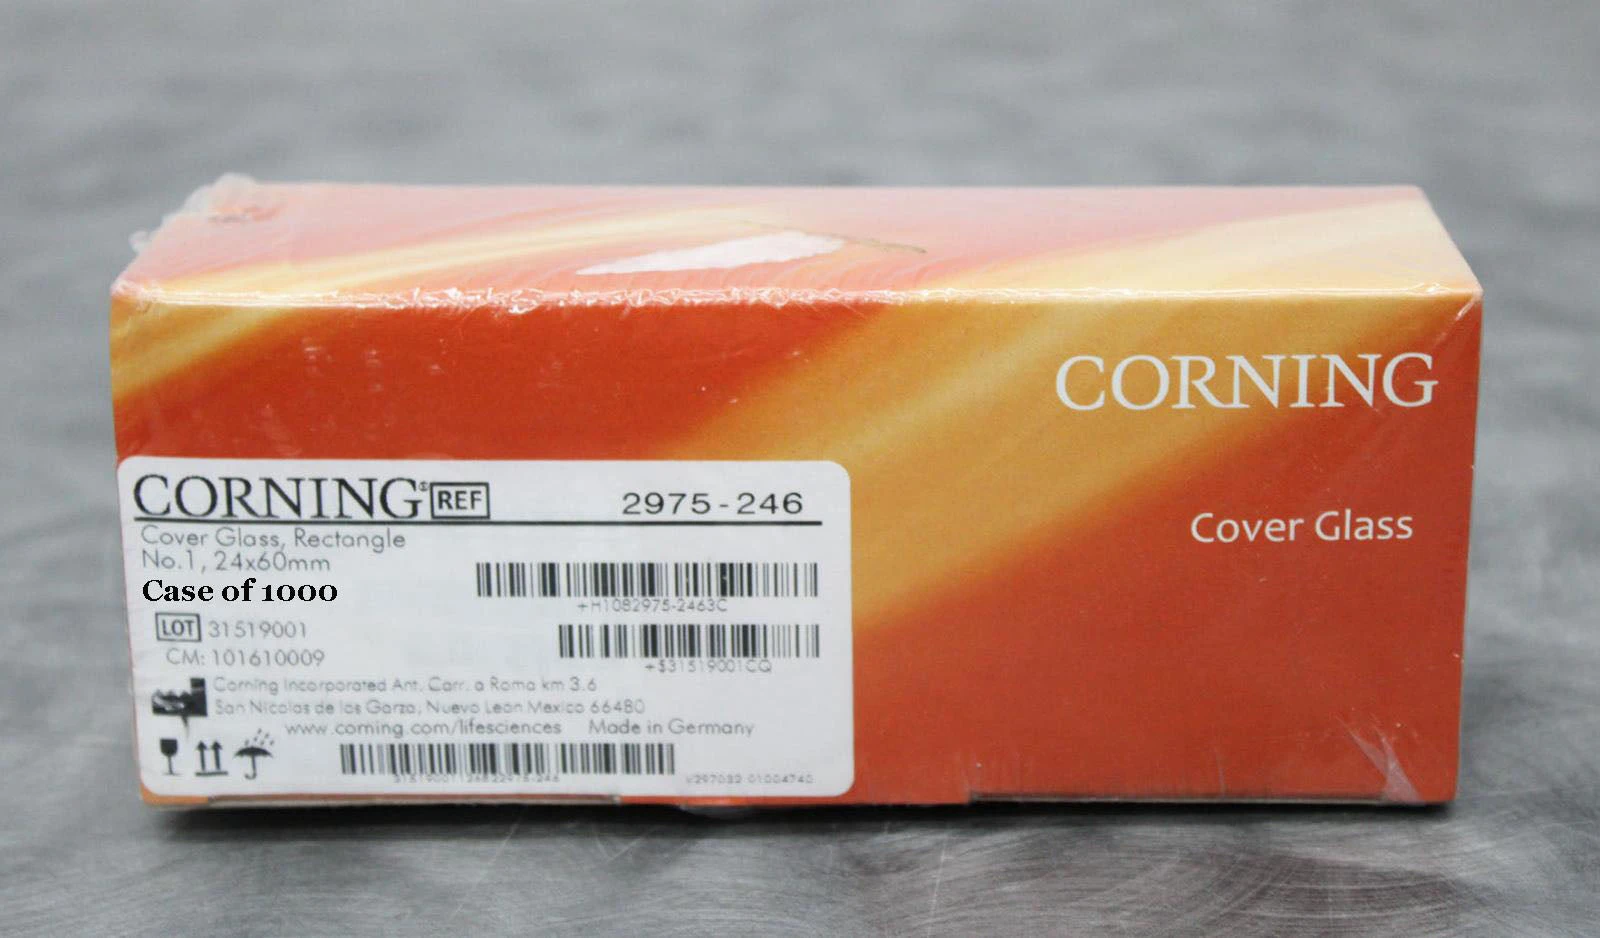 CORNING
Cover Glass
CORNING® REF 2975-246
Cover Glass, Rectangle
No.1, 24x60mm
Case of 1000
+H1082975-2463C
LOT 31519001
+$31519001CQ
CM: 101610009
Corning Incorporated Ant. Carr. a Roma km 3.6
San Nicolas de los Garza, Nuevo Leon Mexico 66480
www.corning.com/lifesciences Made in Germany
V297032 01004740